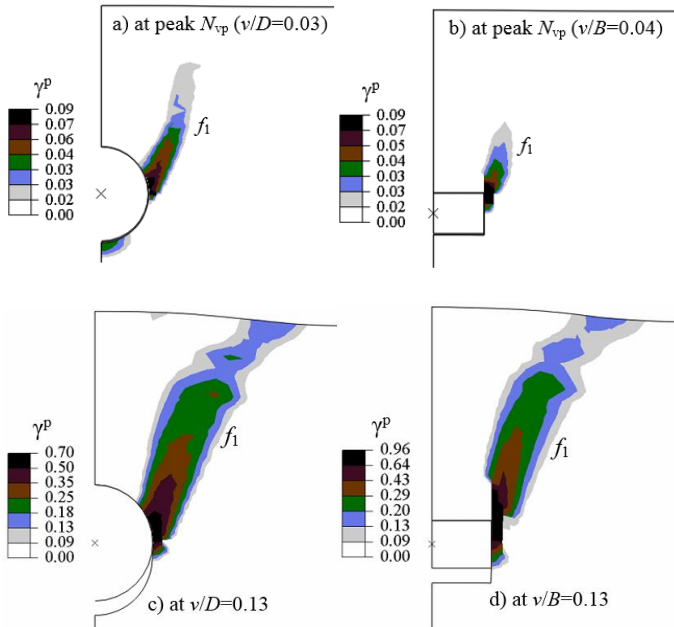 a) at peak Nvp (v/D=0.03)
γp
0.09
0.07
0.06
0.04
0.03
0.03
0.02
0.00
f1
b) at peak Nvp (v/B=0.04)
γp
0.09
0.07
0.05
0.04
0.03
0.03
0.02
0.00
f1
γp
0.70
0.50
0.35
0.25
0.18
0.13
0.09
0.00
f1
c) at v/D=0.13
γp
0.96
0.64
0.43
0.29
0.20
0.13
0.09
0.00
f1
d) at v/B=0.13